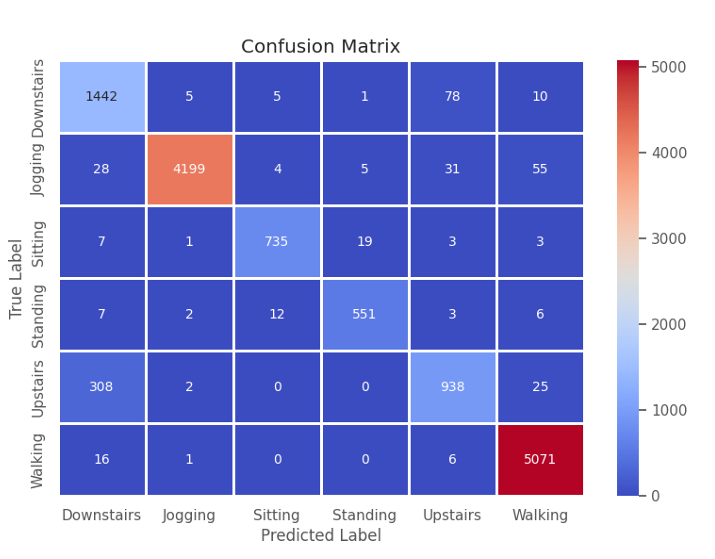 Confusion Matrix
Downstairs 1442 5 5 1 78 10
Jogging 28 4199 4 5 31 55
Sitting 7 1 735 19 3 3
Standing 7 2 12 551 3 6
Upstairs 308 2 0 0 938 25
Walking 16 1 0 0 6 5071
True Label
Downstairs Jogging Sitting Standing Upstairs Walking
Predicted Label
5000
4000
3000
2000
1000
0